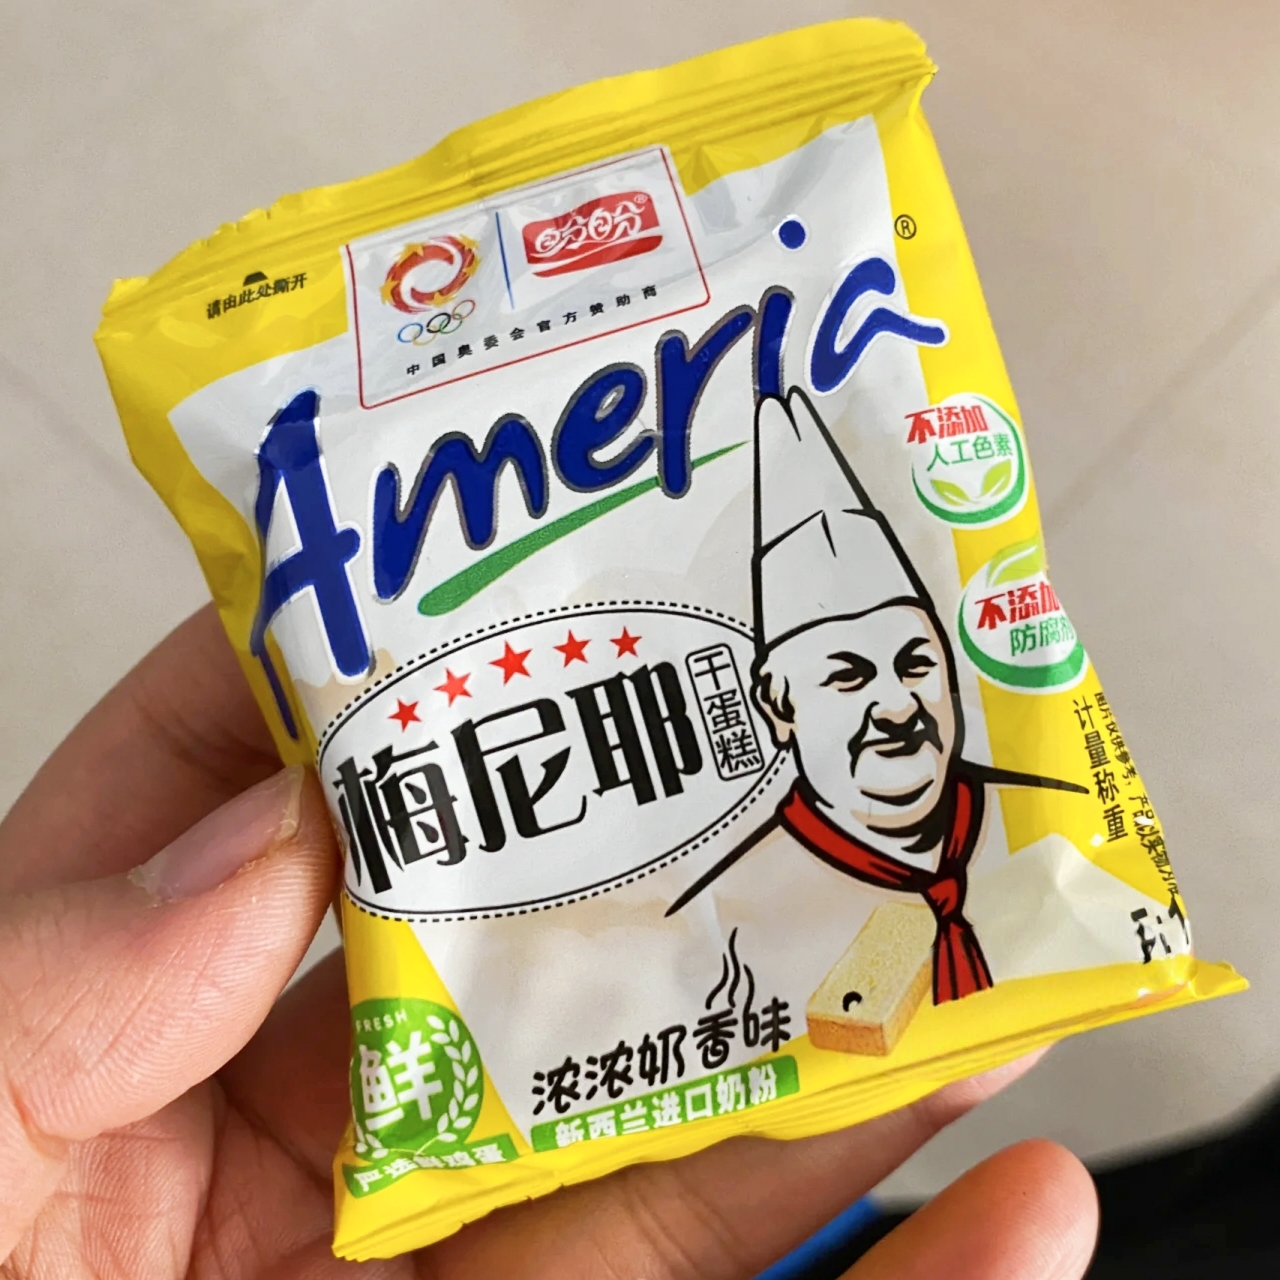 请由此处撕开
盼盼®
中国奥委会官方赞助商
Ameria®
不添加
人工色素
不添加
防腐剂
梅尼耶
干蛋糕
计量称重
浓浓奶香味
新西兰进口奶粉
FRESH
鲜